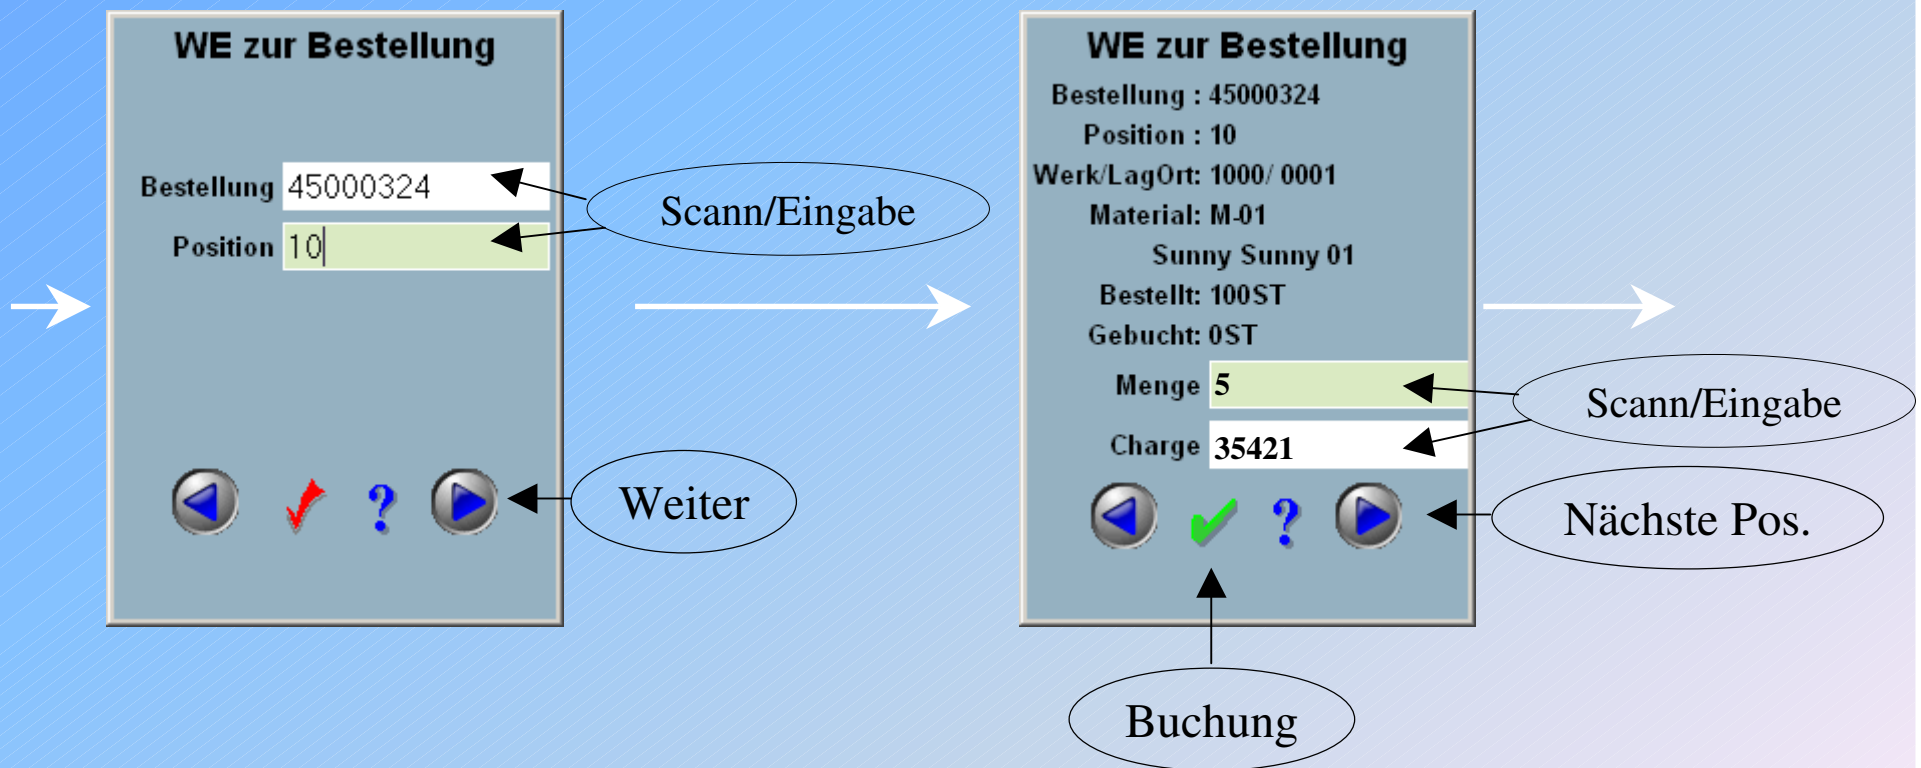 WE zur Bestellung
Bestellung 45000324
Position 10
Scann/Eingabe
Weiter
WE zur Bestellung
Bestellung : 45000324
Position : 10
Werk/LagOrt: 1000/ 0001
Material: M-01
Sunny Sunny 01
Bestellt: 100ST
Gebucht: 0ST
Menge 5
Charge 35421
Scann/Eingabe
Nächste Pos.
Buchung